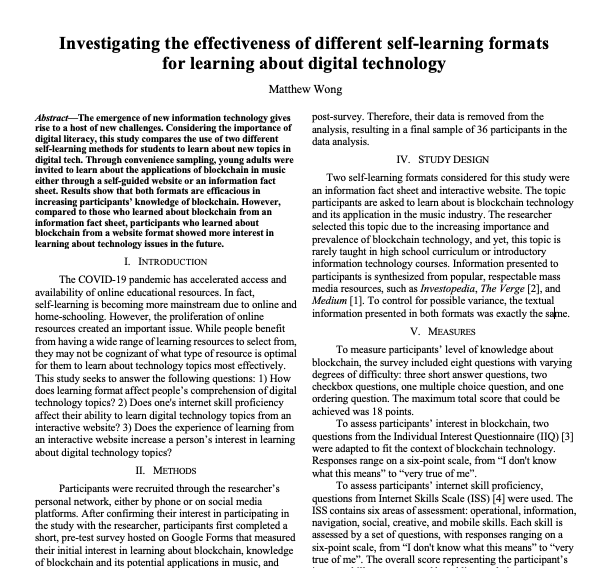 Investigating the effectiveness of different self-learning formats
for learning about digital technology
Matthew Wong
Abstract—The emergence of new information technology gives
rise to a host of new challenges. Considering the importance of
digital literacy, this study compares the use of two different
self-learning methods for students to learn about new topics in
digital tech. Through convenience sampling, young adults were
invited to learn about the applications of blockchain in music
either through a self-guided website or an information fact
sheet. Results show that both formats are efficacious in
increasing participants' knowledge of blockchain. However,
compared to those who learned about blockchain from an
information fact sheet, participants who learned about
blockchain from a website format showed more interest in
learning about technology issues in the future.
I. INTRODUCTION
The COVID-19 pandemic has accelerated access and
availability of online educational resources. In fact,
self-learning is becoming more mainstream due to online and
home-schooling. However, the proliferation of online
resources created an important issue. While people benefit
from having a wide range of learning resources to select from,
they may not be cognizant of what type of resource is optimal
for them to learn about technology topics most effectively.
This study seeks to answer the following questions: 1) How
does learning format affect people's comprehension of digital
technology topics? 2) Does one's internet skill proficiency
affect their ability to learn digital technology topics from an
interactive website? 3) Does the experience of learning from
an interactive website increase a person's interest in learning
about digital technology topics?
II. METHODS
Participants were recruited through the researcher's
personal network, either by phone or on social media
platforms. After confirming their interest in participating in
the study with the researcher, participants first completed a
short, pre-test survey hosted on Google Forms that measured
their initial interest in learning about blockchain, knowledge
of blockchain and its potential applications in music, and
post-survey. Therefore, their data is removed from the
analysis, resulting in a final sample of 36 participants in the
data analysis.
IV. STUDY DESIGN
Two self-learning formats considered for this study were
an information fact sheet and interactive website. The topic
participants are asked to learn about is blockchain technology
and its application in the music industry. The researcher
selected this topic due to the increasing importance and
prevalence of blockchain technology, and yet, this topic is
rarely taught in high school curriculum or introductory
information technology courses. Information presented to
participants is synthesized from popular, respectable mass
media resources, such as Investopedia, The Verge [2], and
Medium [1]. To control for possible variance, the textual
information presented in both formats was exactly the same.
V. MEASURES
To measure participants' level of knowledge about
blockchain, the survey included eight questions with varying
degrees of difficulty: three short answer questions, two
checkbox questions, one multiple choice question, and one
ordering question. The maximum total score that could be
achieved was 18 points.
To assess participants' interest in blockchain, two
questions from the Individual Interest Questionnaire (IIQ) [3]
were adapted to fit the context of blockchain technology.
Responses range on a six-point scale, from "I don't know
what this means" to "very true of me".
To assess participants' internet skill proficiency,
questions from Internet Skills Scale (ISS) [4] were used. The
ISS contains six areas of assessment: operational, information,
navigation, social, creative, and mobile skills. Each skill is
assessed by a set of questions, with responses ranging on a
six-point scale, from "I don't know what this means" to "very
true of me". The overall score representing the participant's